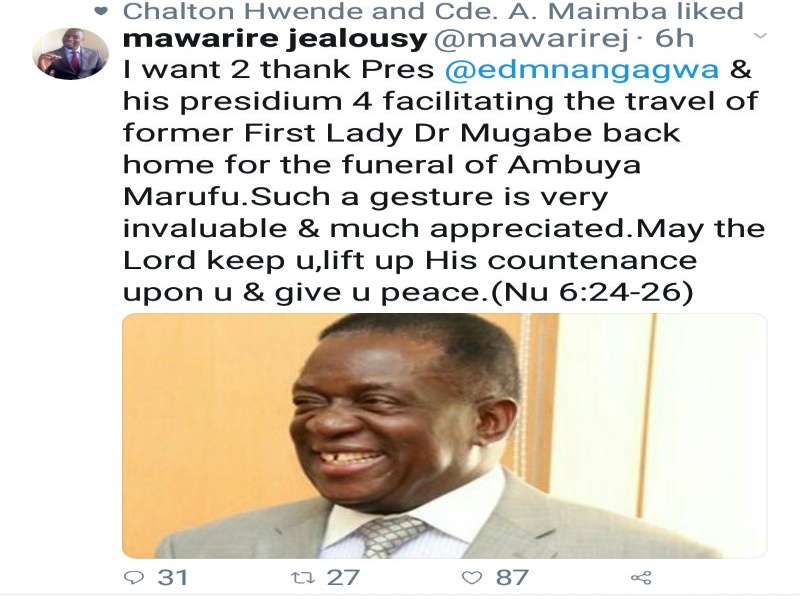 Chalton Hwende and Cde. A. Maimba liked
mawarire jealousy @mawarirej · 6h
I want 2 thank Pres @edmnangagwa &
his presidium 4 facilitating the travel of
former First Lady Dr Mugabe back
home for the funeral of Ambuya
Marufu.Such a gesture is very
invaluable & much appreciated.May the
Lord keep u,lift up His countenance
upon u & give u peace.(Nu 6:24-26)
31 27 87